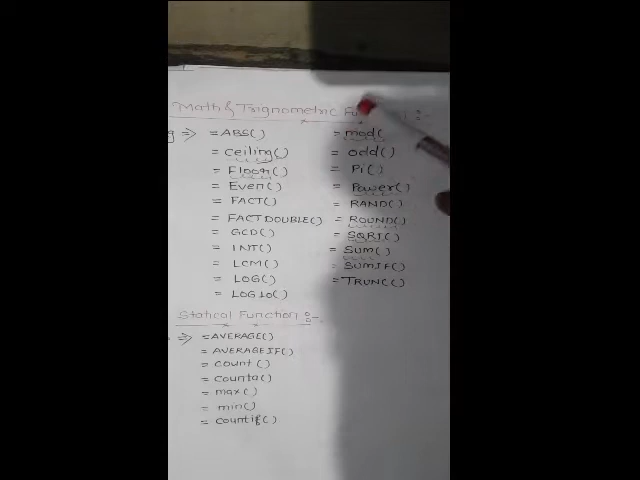 Math & Trignometric
⇒ = ABS() = mod(
= ceiling() = odd()
= Floor() = Pi()
= Even() = Power()
= FACT() = RAND()
= FACTDOUBLE() = ROUND()
= GCD() = SQRT()
= INT() = SUM()
= LCM() = SUMIF()
= LOG() = TRUNC()
= LOG10()
Statical Function :-
⇒ = AVERAGE()
= AVERAGEIF()
= count()
= counta()
= max()
= min()
= countif()